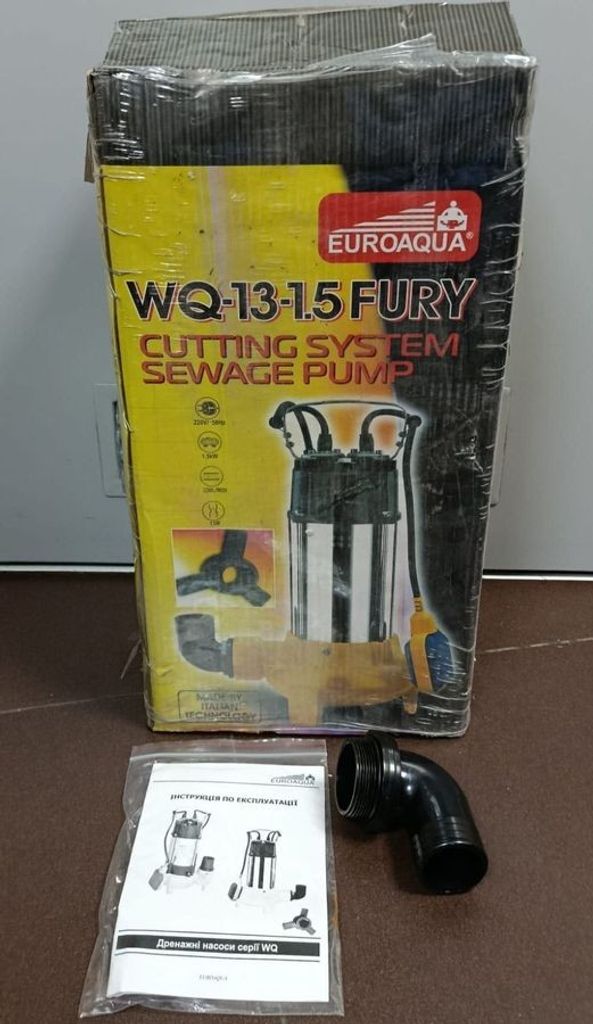 EUROAQUA®
WQ-13-1.5 FURY
CUTTING SYSTEM
SEWAGE PUMP
220V/ 50Hz
1.5kW
MADE BY
ITALIAN
TECHNOLOGY
EUROAQUA
ІНСТРУКЦІЯ ПО ЕКСПЛУАТАЦІЇ
Дренажні насоси серії WQ